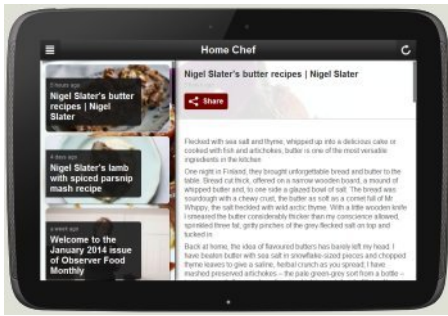 Home Chef
5 hours ago
Nigel Slater's butter
recipes | Nigel
Slater
4 days ago
Nigel Slater's lamb
with spiced parsnip
mash recipe
a week ago
Welcome to the
January 2014 issue
of Observer Food
Monthly
Nigel Slater's butter recipes | Nigel Slater
Share
Flecked with sea salt and thyme, whipped up into a delicious cake or
cooked with fish and artichokes, butter is one of the most versatile
ingredients in the kitchen
One night in Finland, they brought unforgettable bread and butter to the
table. Bread cut thick, offered on a narrow wooden board, a mound of
whipped butter and, to one side a glazed bowl of salt. The bread was
sourdough with a chewy crust, the butter as soft as a cornet full of Mr
Whippy, the salt freckled with wild arctic thyme. With a little wooden knife
I smeared the butter considerably thicker than my conscience allowed,
sprinkled three fat, gritty pinches of the grey-flecked salt on top and
tucked in.
Back at home, the idea of flavoured butters has barely left my head. I
have beaten butter with sea salt in snowflake-sized pieces and chopped
thyme leaves to give a saline, herbal crunch as you spread; I have
mashed preserved artichokes – the pale-green-grey sort from a bottle –